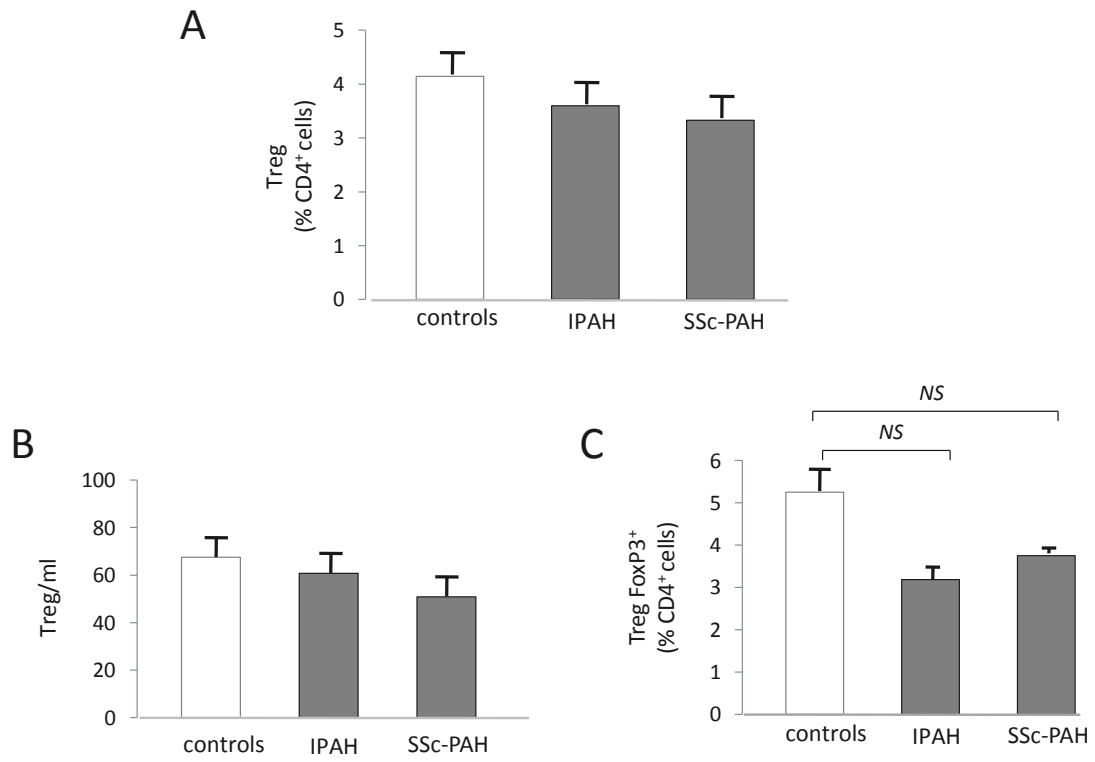 A
Treg
(% CD4⁺ cells)
5
4
3
2
1
0
controls IPAH SSc-PAH
B
Treg/ml
100
80
60
40
20
0
controls IPAH SSc-PAH
C
NS
NS
Treg FoxP3⁺
(% CD4⁺ cells)
6
5
4
3
2
1
0
controls IPAH SSc-PAH